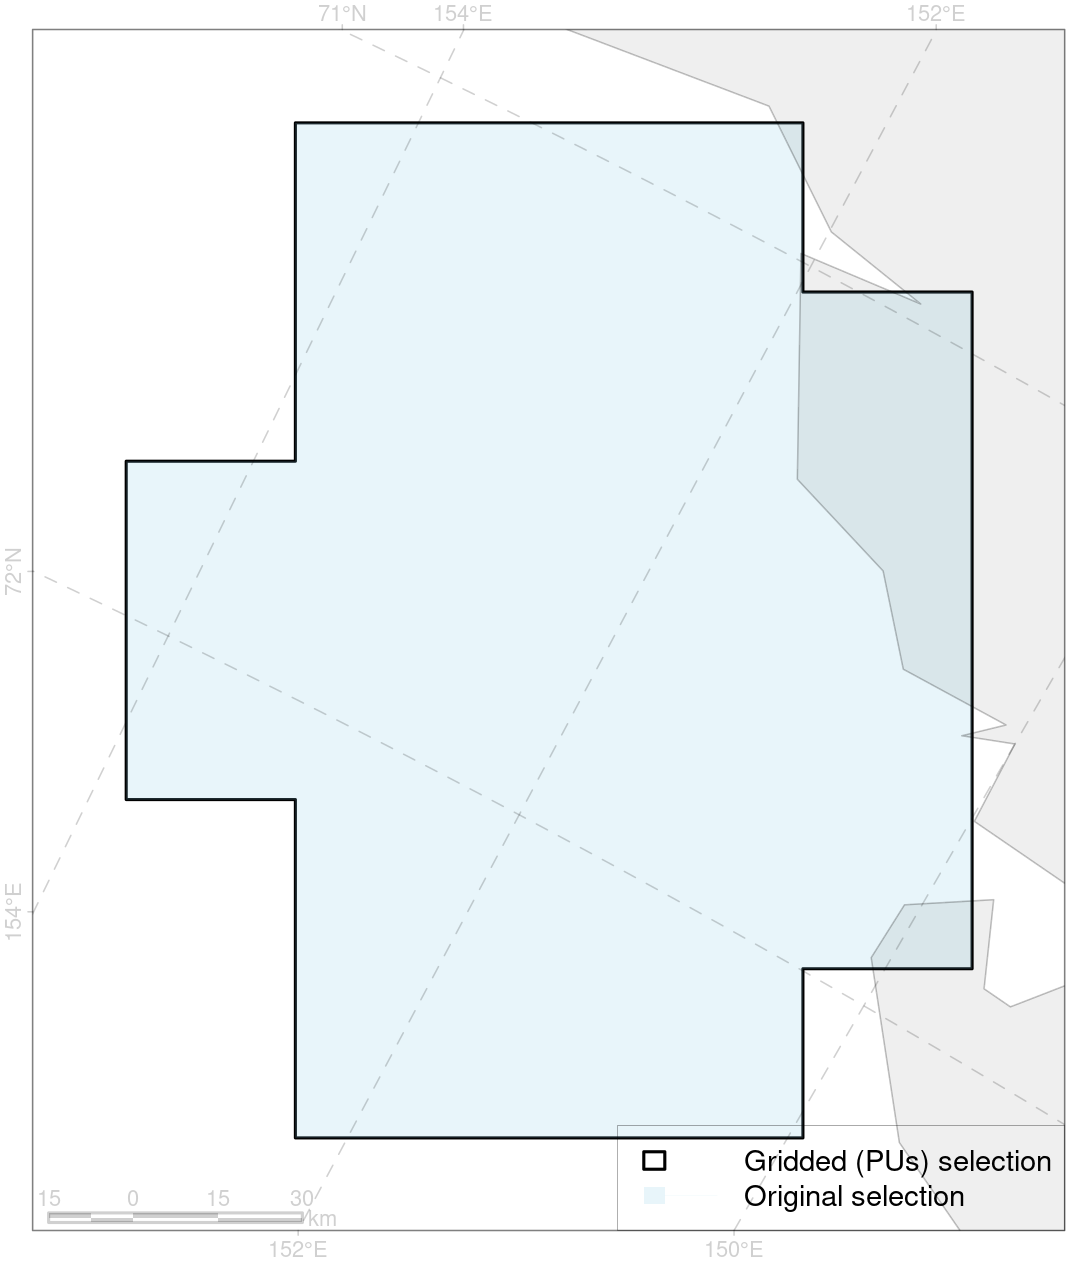 71°N 154°E 152°E
72°N
154°E
Gridded (PUs) selection
Original selection
15 0 15 30
km
152°E 150°E